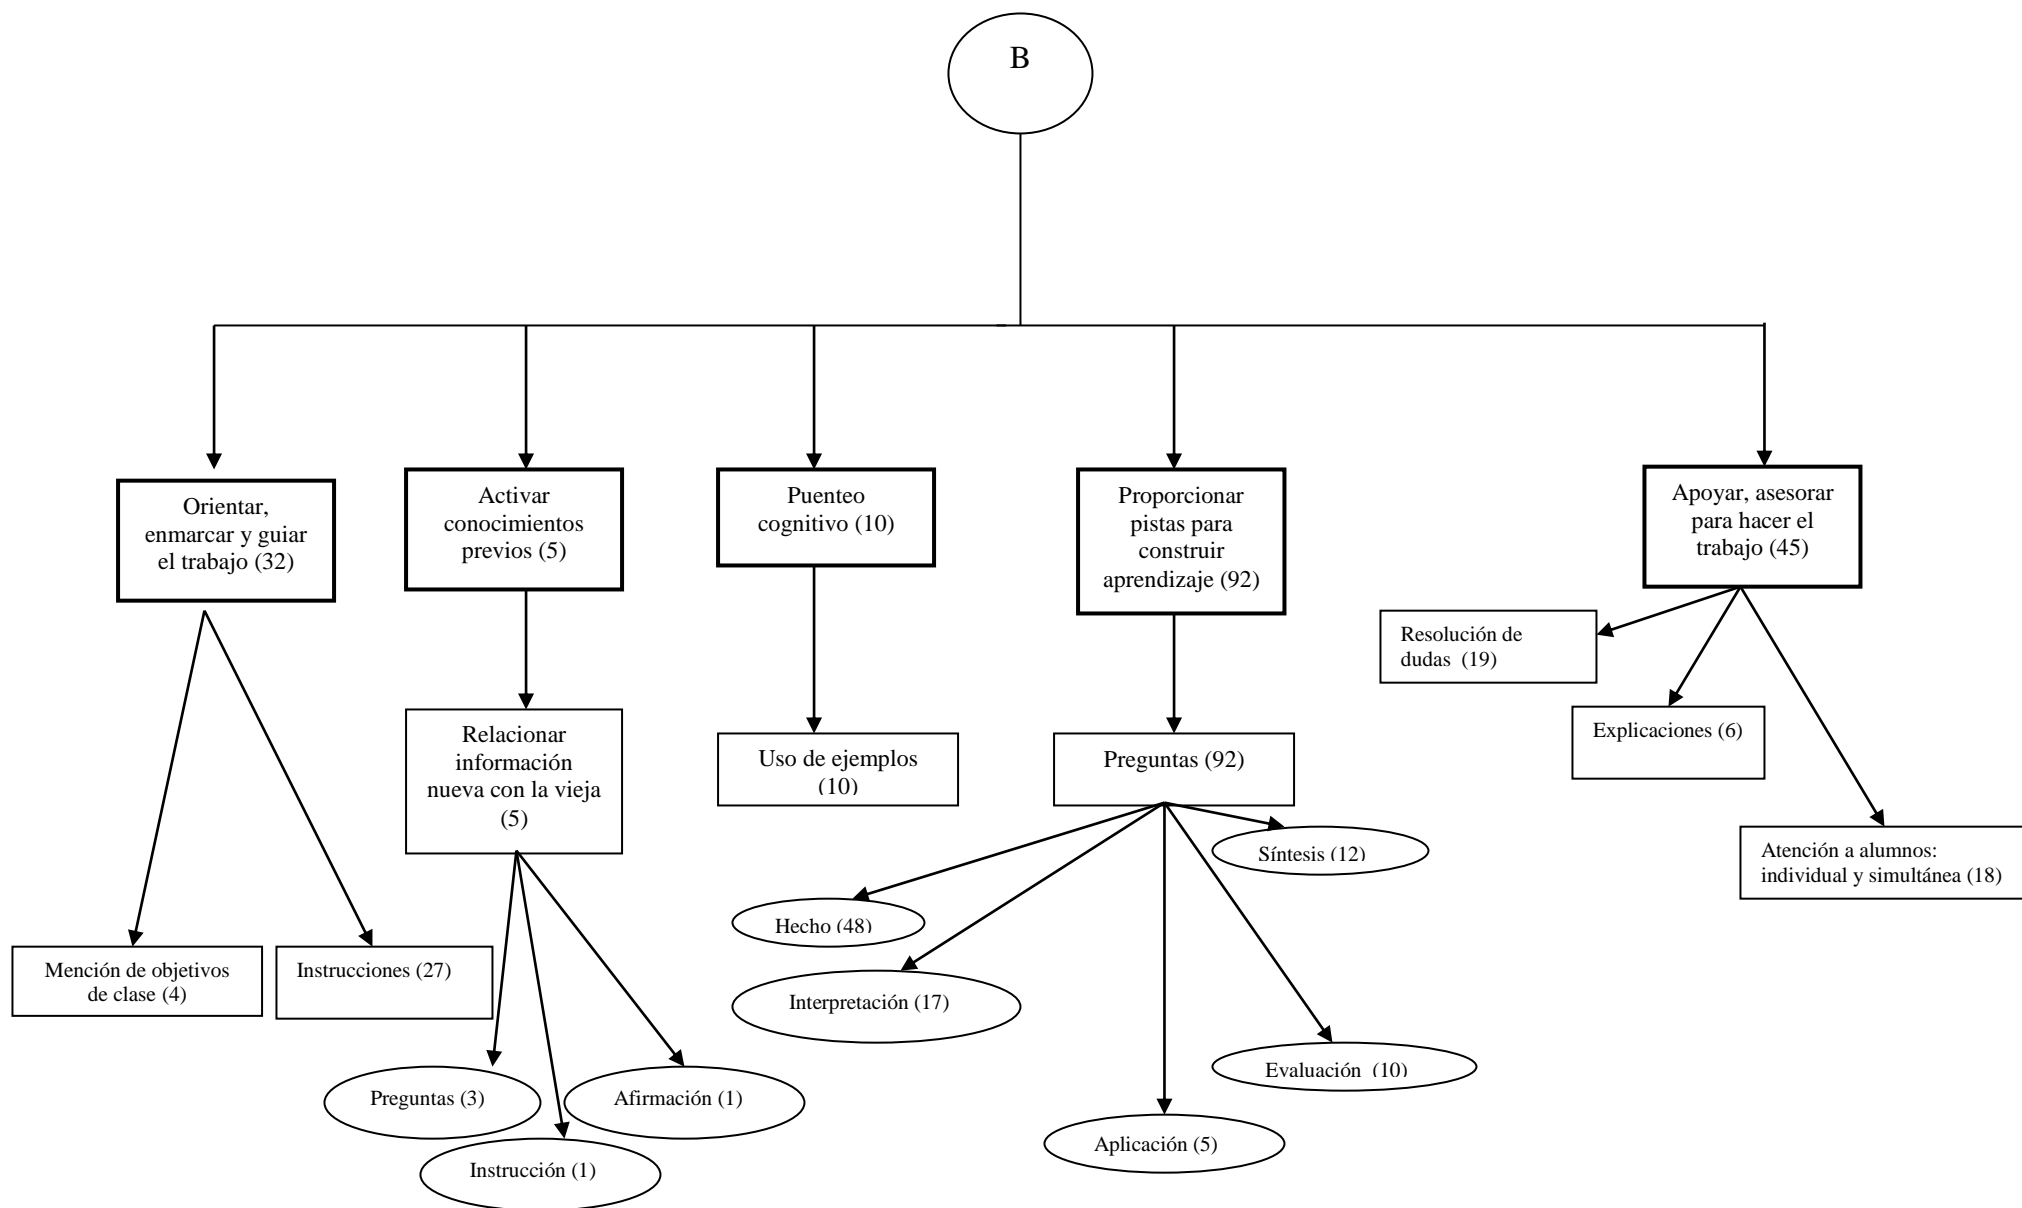 B
Orientar,
enmarcar y guiar
el trabajo (32)
Activar
conocimientos
previos (5)
Puenteo
cognitivo (10)
Proporcionar
pistas para
construir
aprendizaje (92)
Apoyar, asesorar
para hacer el
trabajo (45)
Resolución de
dudas (19)
Explicaciones (6)
Atención a alumnos:
individual y simultánea (18)
Relacionar
información
nueva con la vieja
(5)
Uso de ejemplos
(10)
Preguntas (92)
Síntesis (12)
Hecho (48)
Interpretación (17)
Evaluación (10)
Aplicación (5)
Mención de objetivos
de clase (4)
Instrucciones (27)
Preguntas (3)
Afirmación (1)
Instrucción (1)